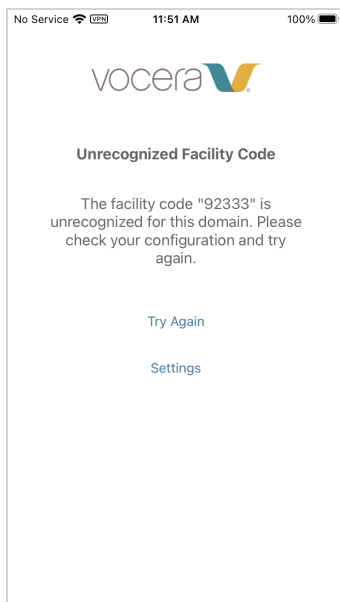 No Service VPN 11:51 AM 100%
vocera
Unrecognized Facility Code
The facility code "92333" is
unrecognized for this domain. Please
check your configuration and try
again.
Try Again
Settings